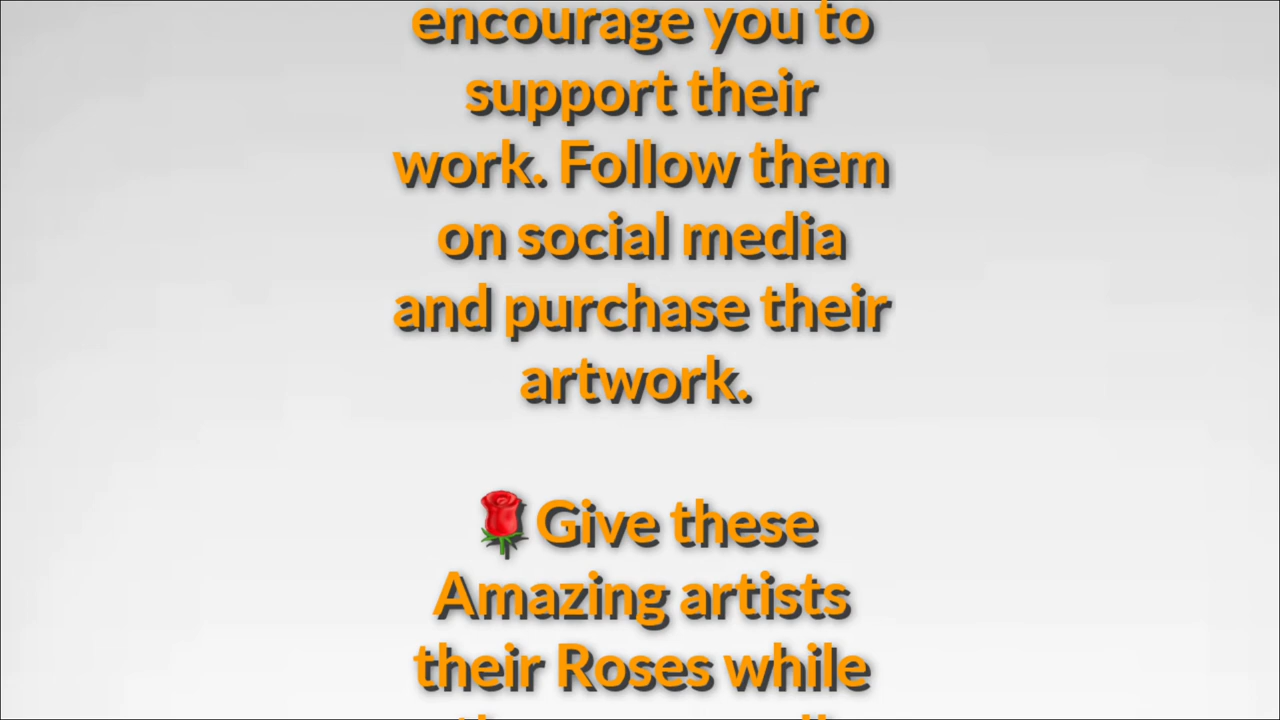 encourage you to
support their
work. Follow them
on social media
and purchase their
artwork.
🌹Give these
Amazing artists
their Roses while